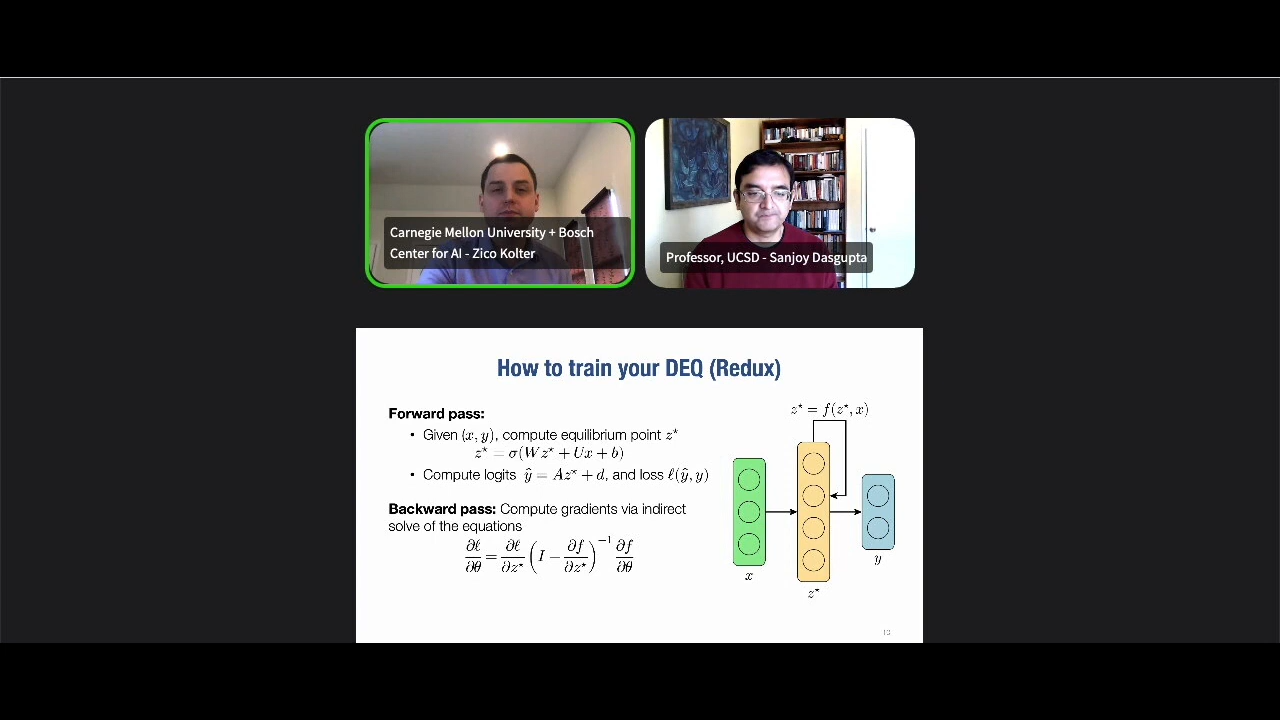 Carnegie Mellon University + Bosch
Center for AI - Zico Kolter
Professor, UCSD - Sanjoy Dasgupta
How to train your DEQ (Redux)
Forward pass:
• Given (x, y), compute equilibrium point z⋆
z⋆ = σ(Wz⋆ + Ux + b)
• Compute logits ŷ = Az⋆ + d, and loss ℓ(ŷ, y)
Backward pass: Compute gradients via indirect
solve of the equations
∂ℓ/∂θ = ∂ℓ/∂z⋆ (I − ∂f/∂z⋆)⁻¹ ∂f/∂θ
z⋆ = f(z⋆, x)
x
z⋆
y